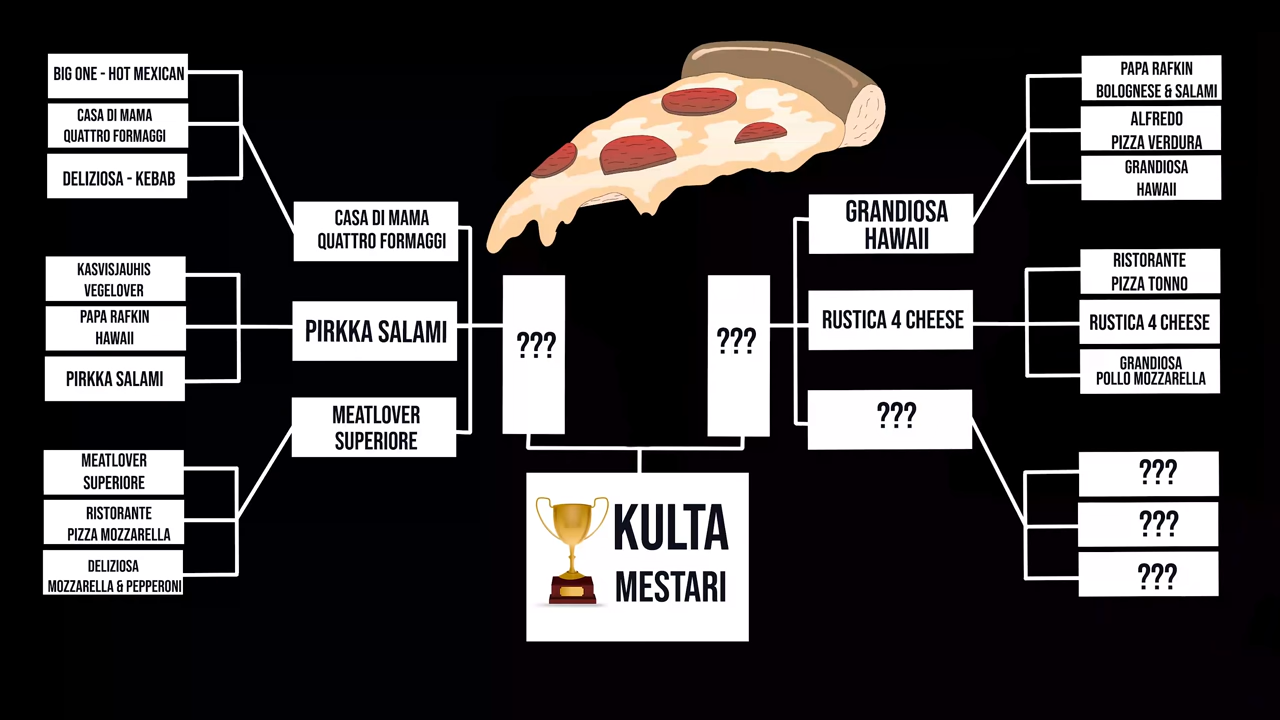 BIG ONE - HOT MEXICAN
CASA DI MAMA
QUATTRO FORMAGGI
DELIZIOSA - KEBAB
KASVISJAUHIS
VEGELOVER
PAPA RAFKIN
HAWAII
PIRKKA SALAMI
MEATLOVER
SUPERIORE
RISTORANTE
PIZZA MOZZARELLA
DELIZIOSA
MOZZARELLA & PEPPERONI
CASA DI MAMA
QUATTRO FORMAGGI
PIRKKA SALAMI
MEATLOVER
SUPERIORE
???
???
KULTA
MESTARI
GRANDIOSA
HAWAII
RUSTICA 4 CHEESE
???
PAPA RAFKIN
BOLOGNESE & SALAMI
ALFREDO
PIZZA VERDURA
GRANDIOSA
HAWAII
RISTORANTE
PIZZA TONNO
RUSTICA 4 CHEESE
GRANDIOSA
POLLO MOZZARELLA
???
???
???